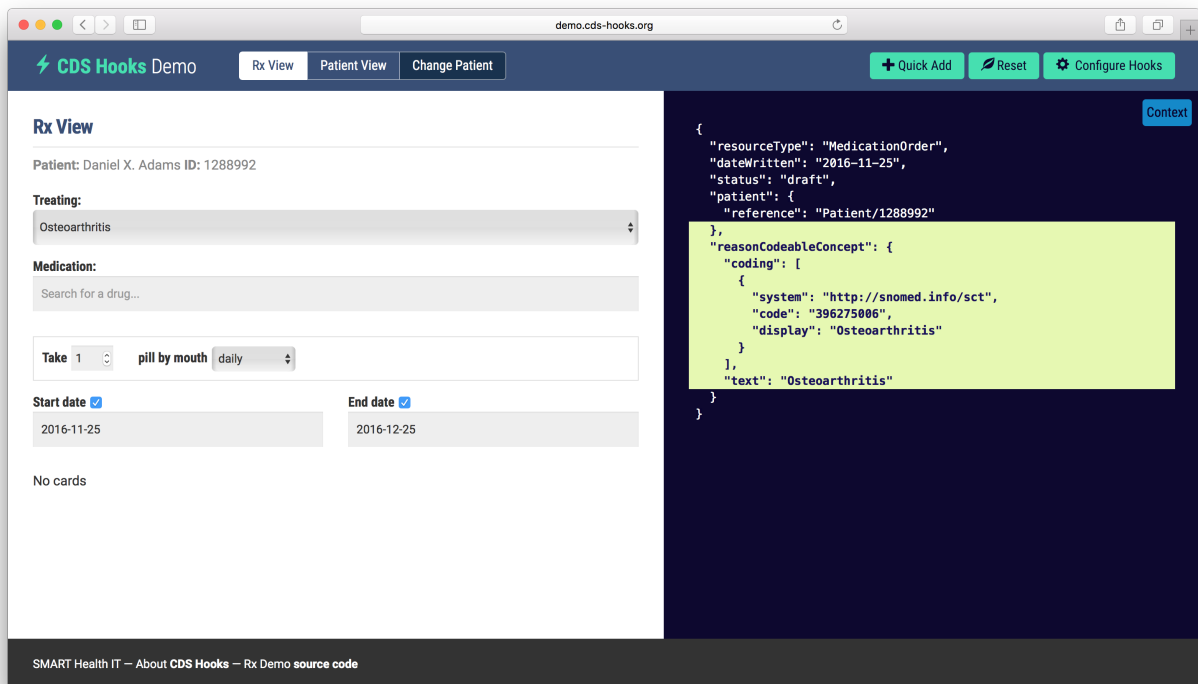 demo.cds-hooks.org
CDS Hooks Demo
Rx View
Patient View
Change Patient
Quick Add
Reset
Configure Hooks
Rx View
Patient: Daniel X. Adams ID: 1288992
Treating:
Osteoarthritis
Medication:
Search for a drug...
Take 1 pill by mouth daily
Start date
End date
2016-11-25
2016-12-25
No cards
Context
{
"resourceType": "MedicationOrder",
"dateWritten": "2016-11-25",
"status": "draft",
"patient": {
"reference": "Patient/1288992"
},
"reasonCodeableConcept": {
"coding": [
{
"system": "http://snomed.info/sct",
"code": "396275006",
"display": "Osteoarthritis"
}
],
"text": "Osteoarthritis"
}
}
SMART Health IT — About CDS Hooks — Rx Demo source code